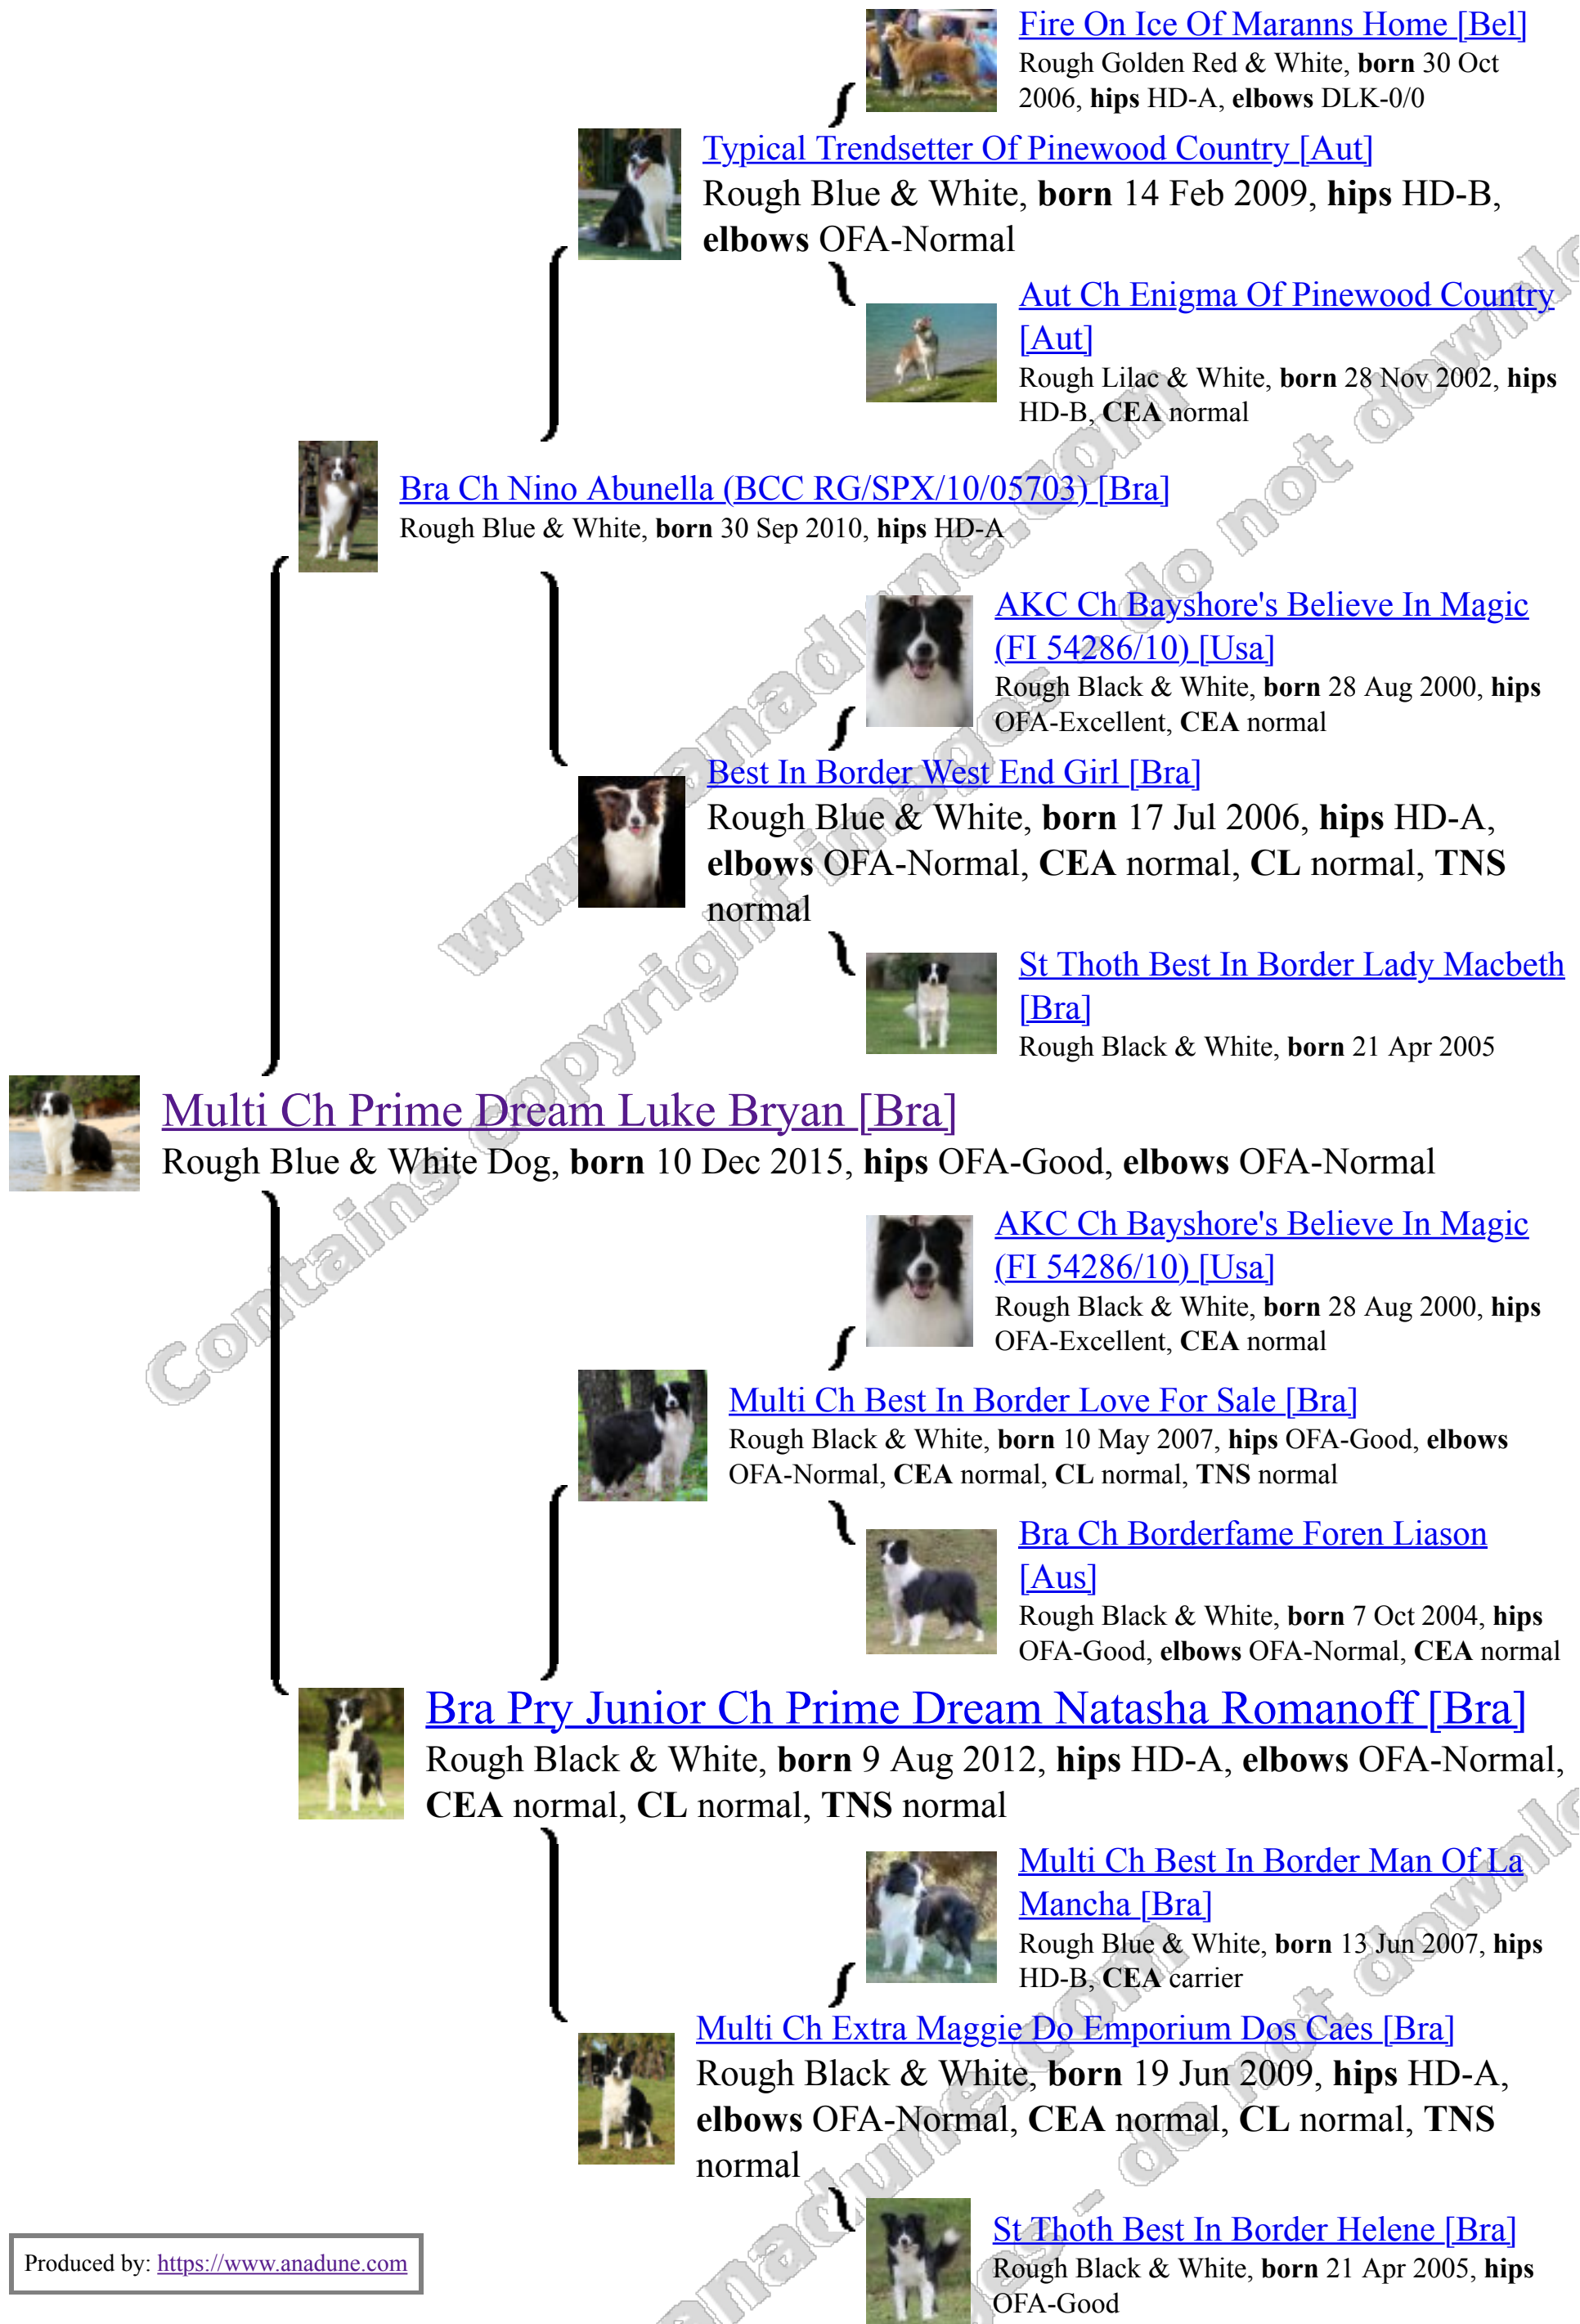 Fire On Ice Of Maranns Home [Bel]
Rough Golden Red & White, born 30 Oct
2006, hips HD-A, elbows DLK-0/0
Typical Trendsetter Of Pinewood Country [Aut]
Rough Blue & White, born 14 Feb 2009, hips HD-B,
elbows OFA-Normal
Aut Ch Enigma Of Pinewood Country
[Aut]
Rough Lilac & White, born 28 Nov 2002, hips
HD-B, CEA normal
Bra Ch Nino Abunella (BCC RG/SPX/10/05703) [Bra]
Rough Blue & White, born 30 Sep 2010, hips HD-A
AKC Ch Bayshore's Believe In Magic
(FI 54286/10) [Usa]
Rough Black & White, born 28 Aug 2000, hips
OFA-Excellent, CEA normal
Best In Border West End Girl [Bra]
Rough Blue & White, born 17 Jul 2006, hips HD-A,
elbows OFA-Normal, CEA normal, CL normal, TNS
normal
St Thoth Best In Border Lady Macbeth
[Bra]
Rough Black & White, born 21 Apr 2005
Multi Ch Prime Dream Luke Bryan [Bra]
Rough Blue & White Dog, born 10 Dec 2015, hips OFA-Good, elbows OFA-Normal
AKC Ch Bayshore's Believe In Magic
(FI 54286/10) [Usa]
Rough Black & White, born 28 Aug 2000, hips
OFA-Excellent, CEA normal
Multi Ch Best In Border Love For Sale [Bra]
Rough Black & White, born 10 May 2007, hips OFA-Good, elbows
OFA-Normal, CEA normal, CL normal, TNS normal
Bra Ch Borderfame Foren Liason
[Aus]
Rough Black & White, born 7 Oct 2004, hips
OFA-Good, elbows OFA-Normal, CEA normal
Bra Pry Junior Ch Prime Dream Natasha Romanoff [Bra]
Rough Black & White, born 9 Aug 2012, hips HD-A, elbows OFA-Normal,
CEA normal, CL normal, TNS normal
Multi Ch Best In Border Man Of La
Mancha [Bra]
Rough Blue & White, born 13 Jun 2007, hips
HD-B, CEA carrier
Multi Ch Extra Maggie Do Emporium Dos Caes [Bra]
Rough Black & White, born 19 Jun 2009, hips HD-A,
elbows OFA-Normal, CEA normal, CL normal, TNS
normal
St Thoth Best In Border Helene [Bra]
Rough Black & White, born 21 Apr 2005, hips
OFA-Good
Produced by: https://www.anadune.com
www.anadune.com
Contains copyright images - do not downlo
anadune.com
es - do not downlo